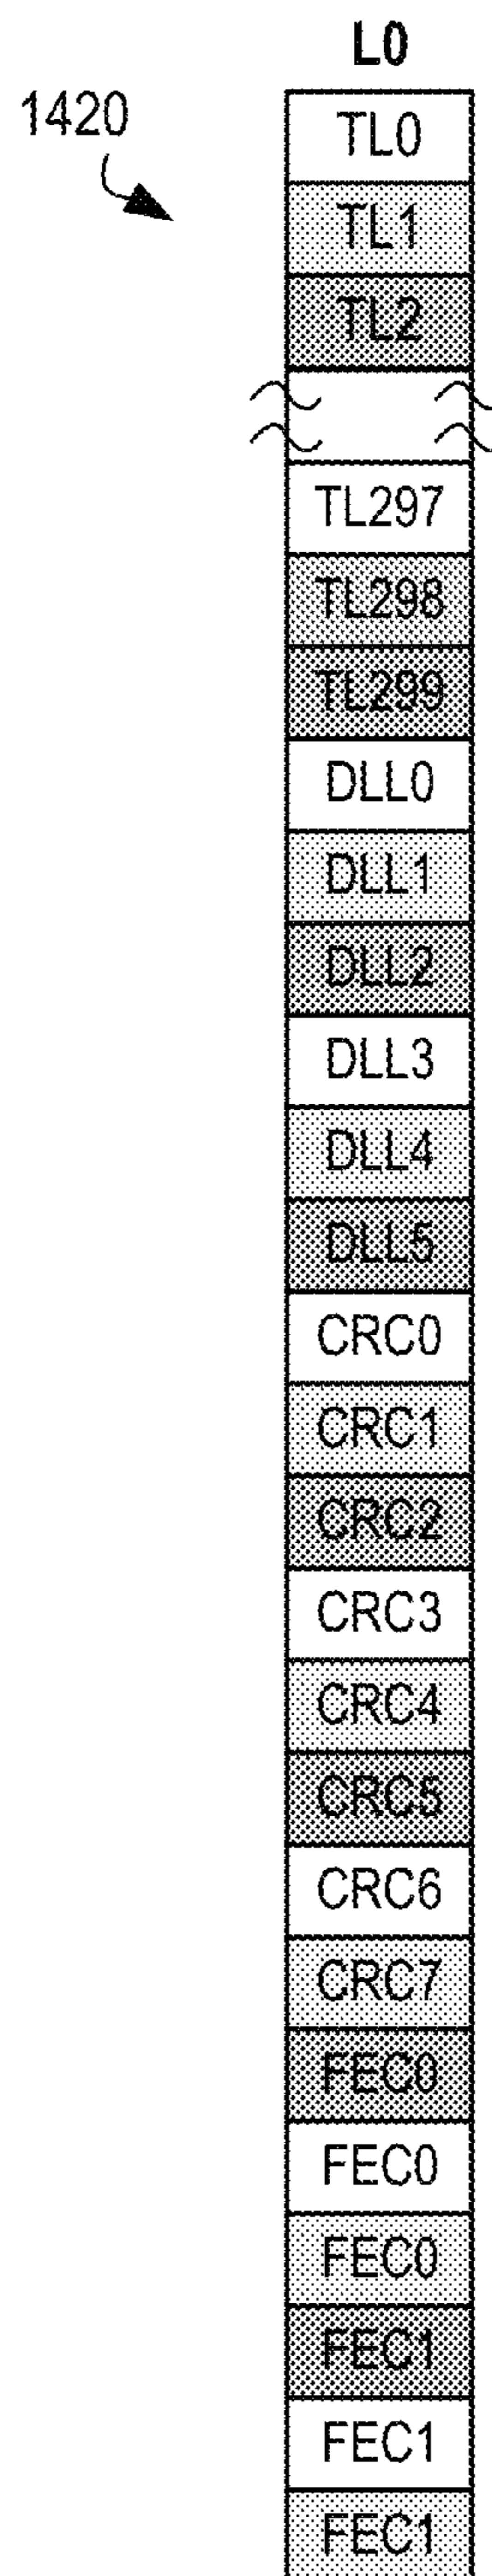 L0
1420
TL0
TL1
TL2
TL297
TL298
TL299
DLL0
DLL1
DLL2
DLL3
DLL4
DLL5
CRC0
CRC1
CRC2
CRC3
CRC4
CRC5
CRC6
CRC7
FEC0
FEC0
FEC0
FEC1
FEC1
FEC1